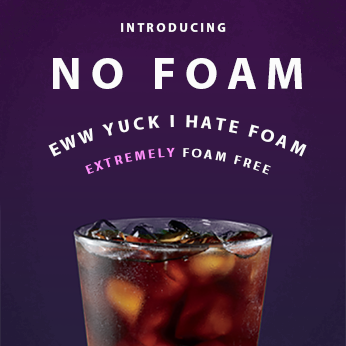 INTRODUCING
NO FOAM
EWW YUCK I HATE FOAM
EXTREMELY FOAM FREE